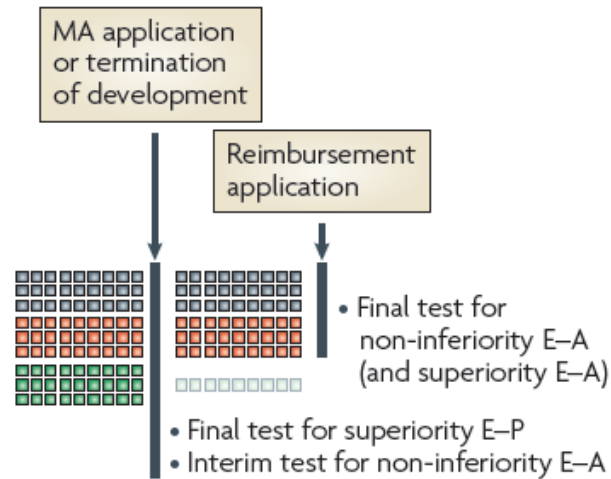 MA application
or termination
of development
Reimbursement
application
• Final test for
non-inferiority E–A
(and superiority E–A)
• Final test for superiority E–P
• Interim test for non-inferiority E–A